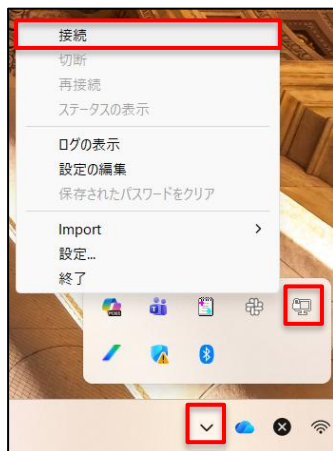 接続
切断
再接続
ステータスの表示
ログの表示
設定の編集
保存されたパスワードをクリア
Import
設定...
終了